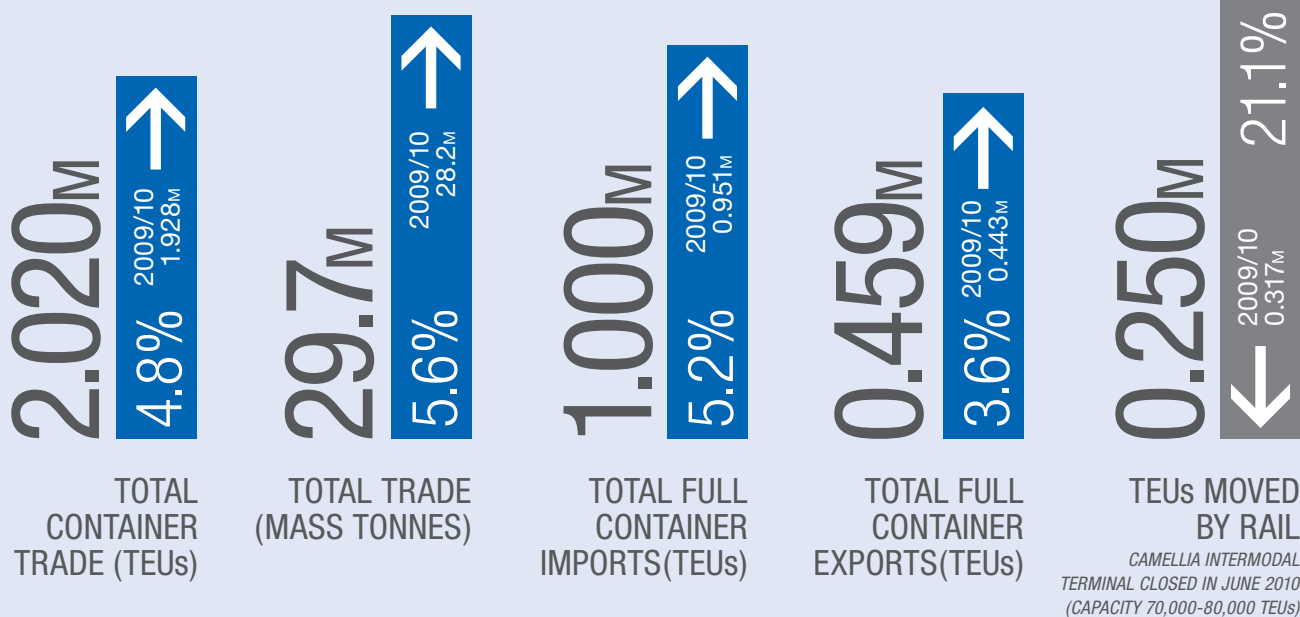 2.020M
4.8%
2009/10
1.928M
TOTAL
CONTAINER
TRADE (TEUs)
29.7M
5.6%
2009/10
28.2M
TOTAL TRADE
(MASS TONNES)
1.000M
5.2%
2009/10
0.951M
TOTAL FULL
CONTAINER
IMPORTS(TEUs)
0.459M
3.6%
2009/10
0.443M
TOTAL FULL
CONTAINER
EXPORTS(TEUs)
0.250M
2009/10
0.317M
21.1%
TEUs MOVED
BY RAIL
CAMELLIA INTERMODAL
TERMINAL CLOSED IN JUNE 2010
(CAPACITY 70,000-80,000 TEUs)